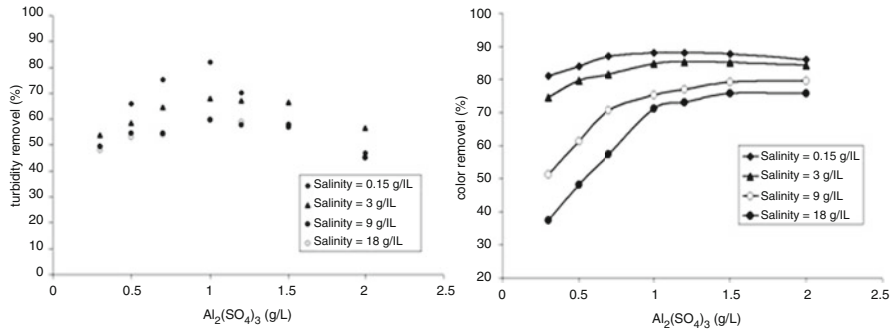 turbidity removel (%)
100
90
80
70
60
50
40
30
20
10
0
0
0.5
1
1.5
2
2.5
Al2(SO4)3 (g/L)
Salinity = 0.15 g/lL
Salinity = 3 g/lL
Salinity = 9 g/lL
Salinity = 18 g/lL
color removel (%)
100
90
80
70
60
50
40
30
20
0
0.5
1
1.5
2
2.5
Al2(SO4)3 (g/L)
Salinity = 0.15 g/lL
Salinity = 3 g/lL
Salinity = 9 g/lL
Salinity = 18 g/lL